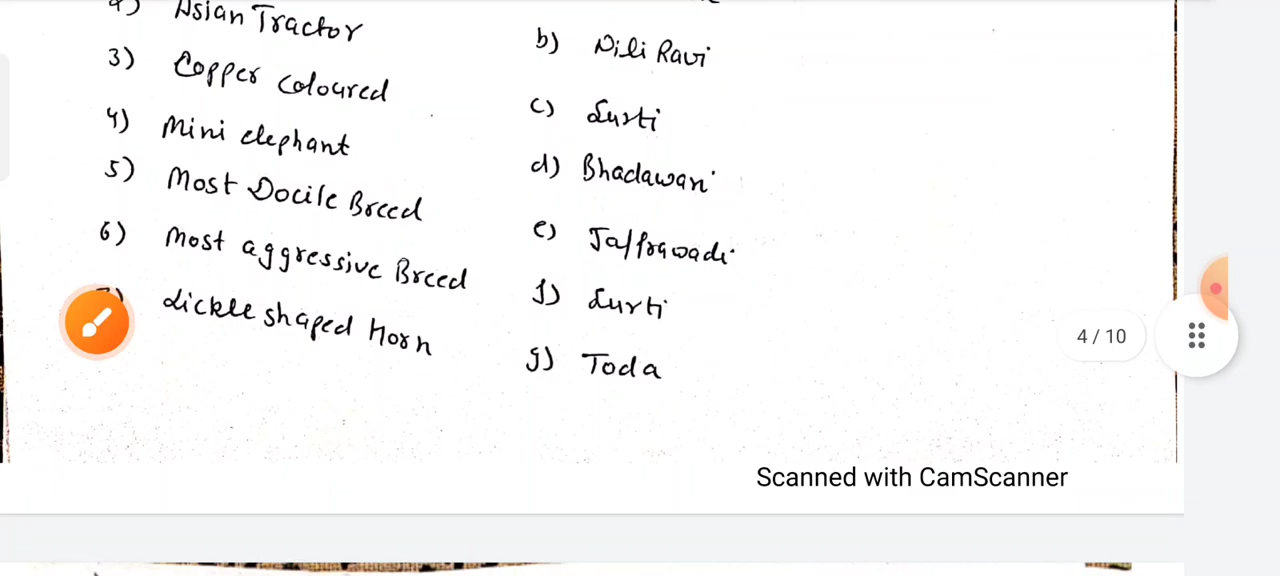 2) Asian Tractor
b) Nili Ravi
3) Copper coloured
c) Surti
4) Mini elephant
d) Bhadawari
5) Most Docile Breed
e) Jaffrawadi
6) Most aggressive Breed
f) Surti
Sickle shaped Horn
g) Toda
4 / 10
Scanned with CamScanner